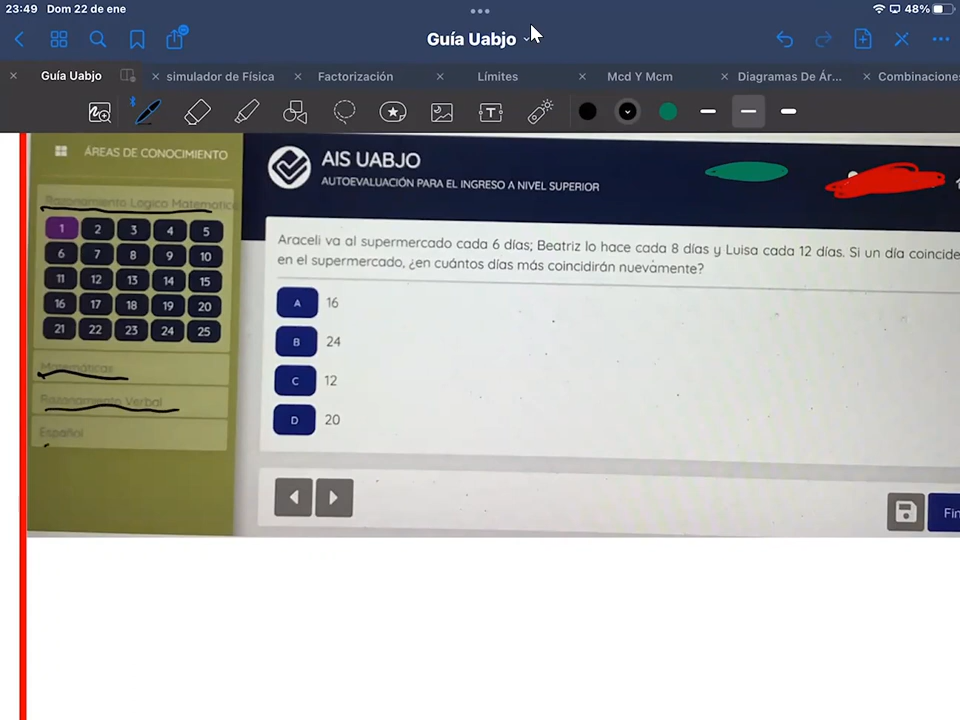 23:49 Dom 22 de ene
48%
Guía Uabjo
Guía Uabjo
simulador de Física
Factorización
Límites
Mcd Y Mcm
Diagramas De Ár...
Combinacione
ÁREAS DE CONOCIMIENTO
Razonamiento Lógico Matemátic
1 2 3 4 5
6 7 8 9 10
11 12 13 14 15
16 17 18 19 20
21 22 23 24 25
Matemáticas
Razonamiento Verbal
Español
AIS UABJO
AUTOEVALUACIÓN PARA EL INGRESO A NIVEL SUPERIOR
Araceli va al supermercado cada 6 días; Beatriz lo hace cada 8 días y Luisa cada 12 días. Si un día coincide
en el supermercado, ¿en cuántos días más coincidirán nuevamente?
A 16
B 24
C 12
D 20
Fin